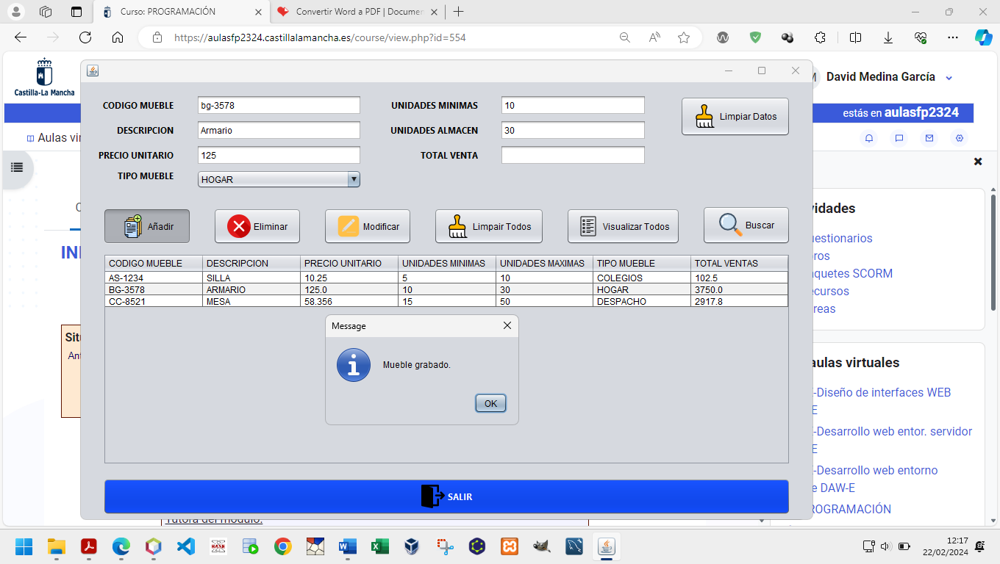 Curso: PROGRAMACIÓN
Convertir Word a PDF | Documen
https://aulasfp2324.castillalamancha.es/course/view.php?id=554
Castilla-La Mancha
M David Medina García
estás en aulasfp2324
Aulas vi
CODIGO MUEBLE bg-3578 UNIDADES MINIMAS 10 Limpiar Datos
DESCRIPCION Armario UNIDADES ALMACEN 30
PRECIO UNITARIO 125 TOTAL VENTA
TIPO MUEBLE HOGAR
Añadir Eliminar Modificar Limpair Todos Visualizar Todos Buscar
CODIGO MUEBLE DESCRIPCION PRECIO UNITARIO UNIDADES MINIMAS UNIDADES MAXIMAS TIPO MUEBLE TOTAL VENTAS
AS-1234 SILLA 10.25 5 10 COLEGIOS 102.5
BG-3578 ARMARIO 125.0 10 30 HOGAR 3750.0
CC-8521 MESA 58.356 15 50 DESPACHO 2917.8
Message
Mueble grabado.
OK
SALIR
IN
Sit
An
vidades
uestionarios
ros
quetes SCORM
ecursos
reas
aulas virtuales
-Diseño de interfaces WEB
E
-Desarrollo web entor. servidor
E
-Desarrollo web entorno
e DAW-E
ROGRAMACIÓN
Tutora del módulo:
12:17
22/02/2024